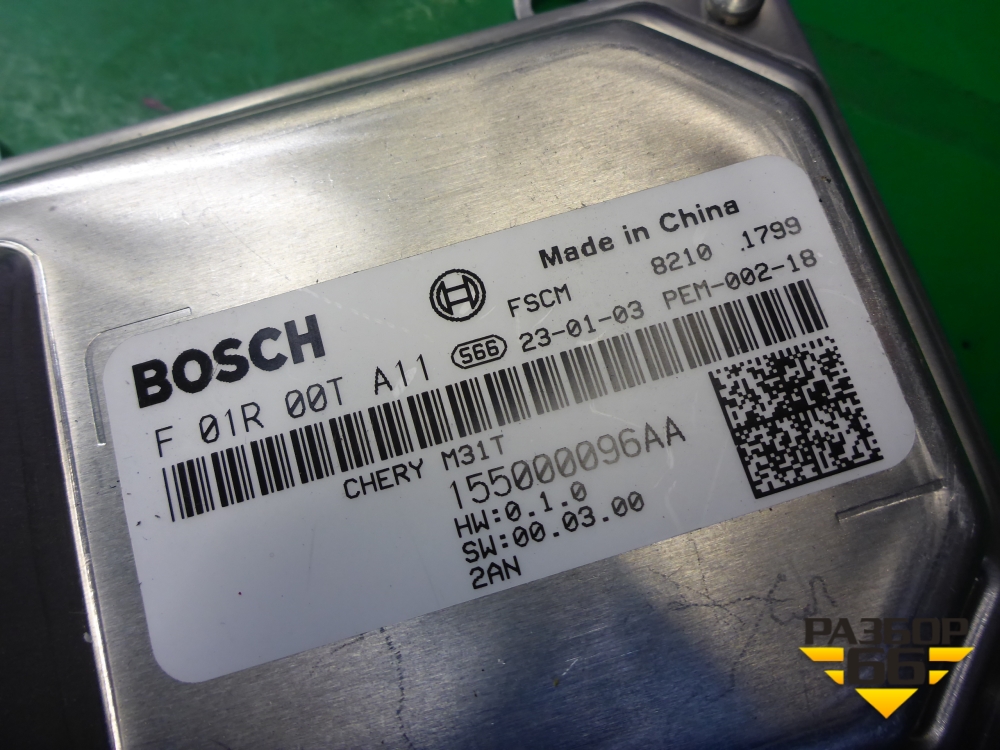 Made in China
8210 1799
FSCM PEM-002-18
BOSCH
F 01R 00T A11 566 23-01-03
CHERY M31T
155000096AA
HW:0.1.0
SW:00.03.00
2AN
РАЗБОР
66